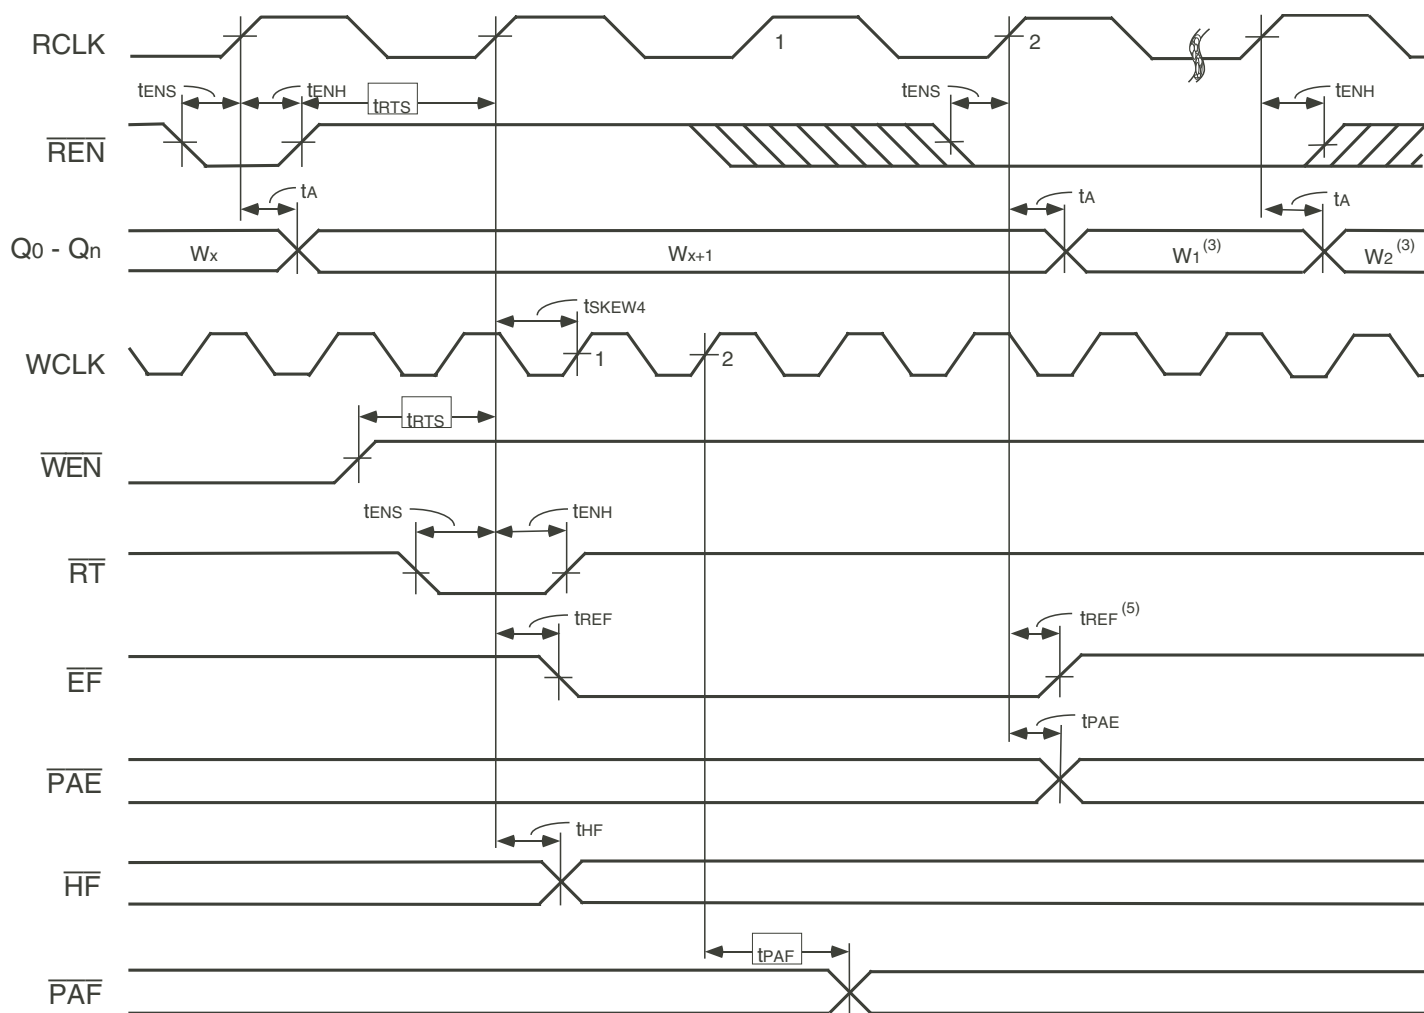 RCLK
1
2
tENS
tENH
tRTS
tENS
tENH
REN
tA
tA
tA
Q0 - Qn
Wx
Wx+1
W1(3)
W2(3)
tSKEW4
WCLK
1
2
tRTS
WEN
tENS
tENH
RT
tREF
tREF(5)
EF
tPAE
PAE
tHF
HF
tPAF
PAF